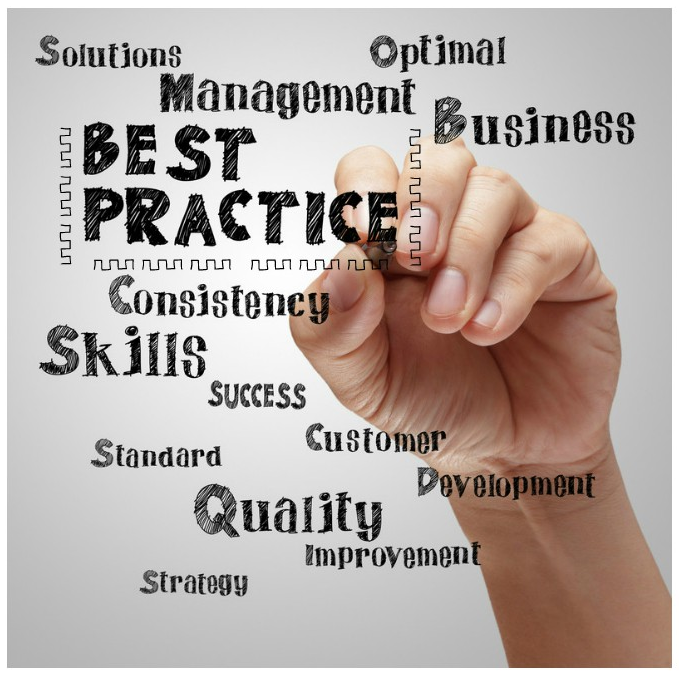 Solutions
Optimal
Management
Business
BEST
PRACTICE
Consistency
Skills
SUCCESS
Customer
Standard
Development
Quality
Improvement
Strategy